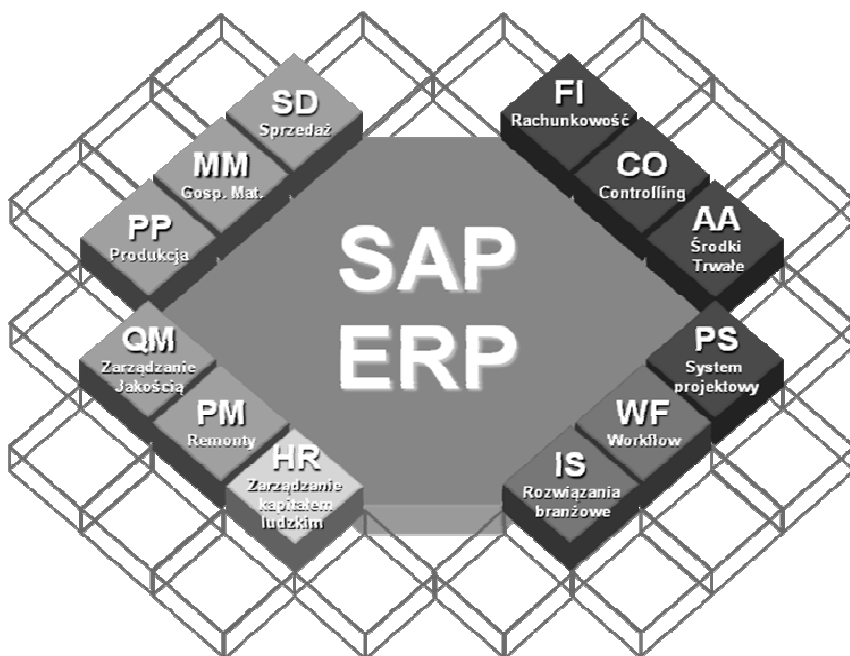 SD
Sprzedaż
MM
Gosp. Mat.
PP
Produkcja
QM
Zarządzanie
Jakością
PM
Remonty
HR
Zarządzanie
kapitałem
ludzkim
SAP
ERP
FI
Rachunkowość
CO
Controlling
AA
Środki
Trwałe
PS
System
projektowy
WF
Workflow
IS
Rozwiązania
branżowe